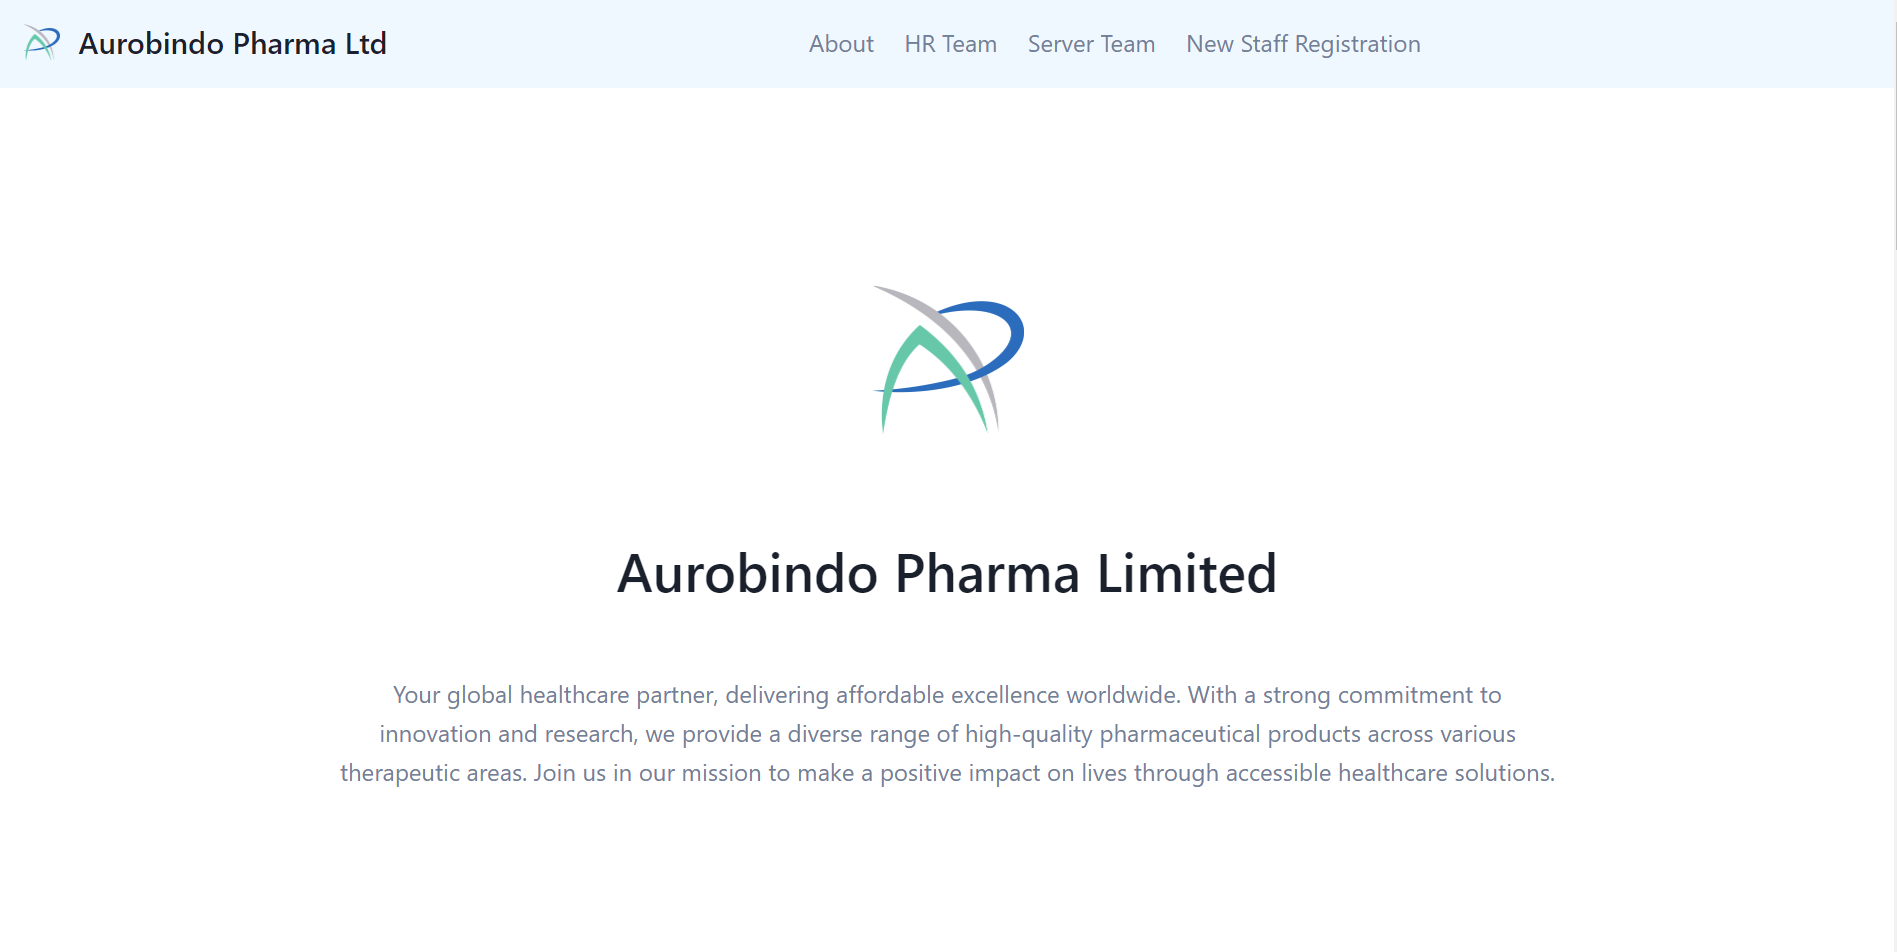 Aurobindo Pharma Ltd
About
HR Team
Server Team
New Staff Registration
Aurobindo Pharma Limited
Your global healthcare partner, delivering affordable excellence worldwide. With a strong commitment to
innovation and research, we provide a diverse range of high-quality pharmaceutical products across various
therapeutic areas. Join us in our mission to make a positive impact on lives through accessible healthcare solutions.